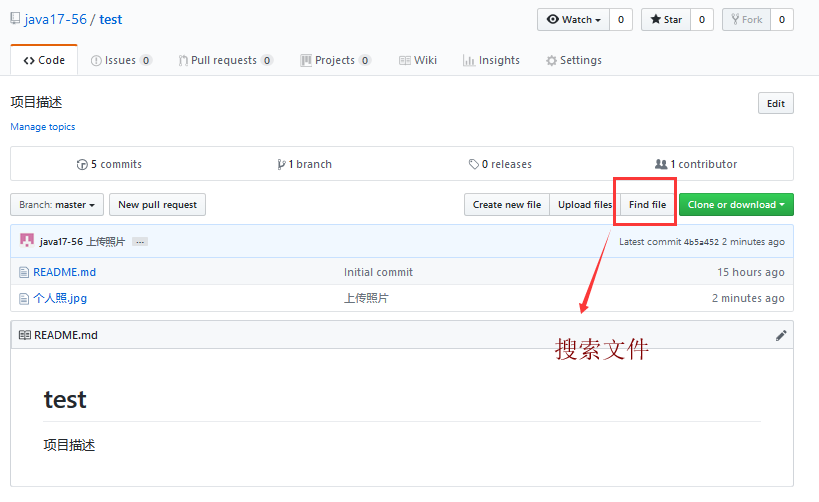 java17-56 / test Watch 0 Star 0 Fork 0
Code Issues 0 Pull requests 0 Projects 0 Wiki Insights Settings
项目描述 Edit
Manage topics
5 commits 1 branch 0 releases 1 contributor
Branch: master New pull request Create new file Upload files Find file Clone or download
java17-56 上传照片 ... Latest commit 4b5a452 2 minutes ago
README.md Initial commit 15 hours ago
个人照.jpg 上传照片 2 minutes ago
README.md
搜索文件
test
项目描述